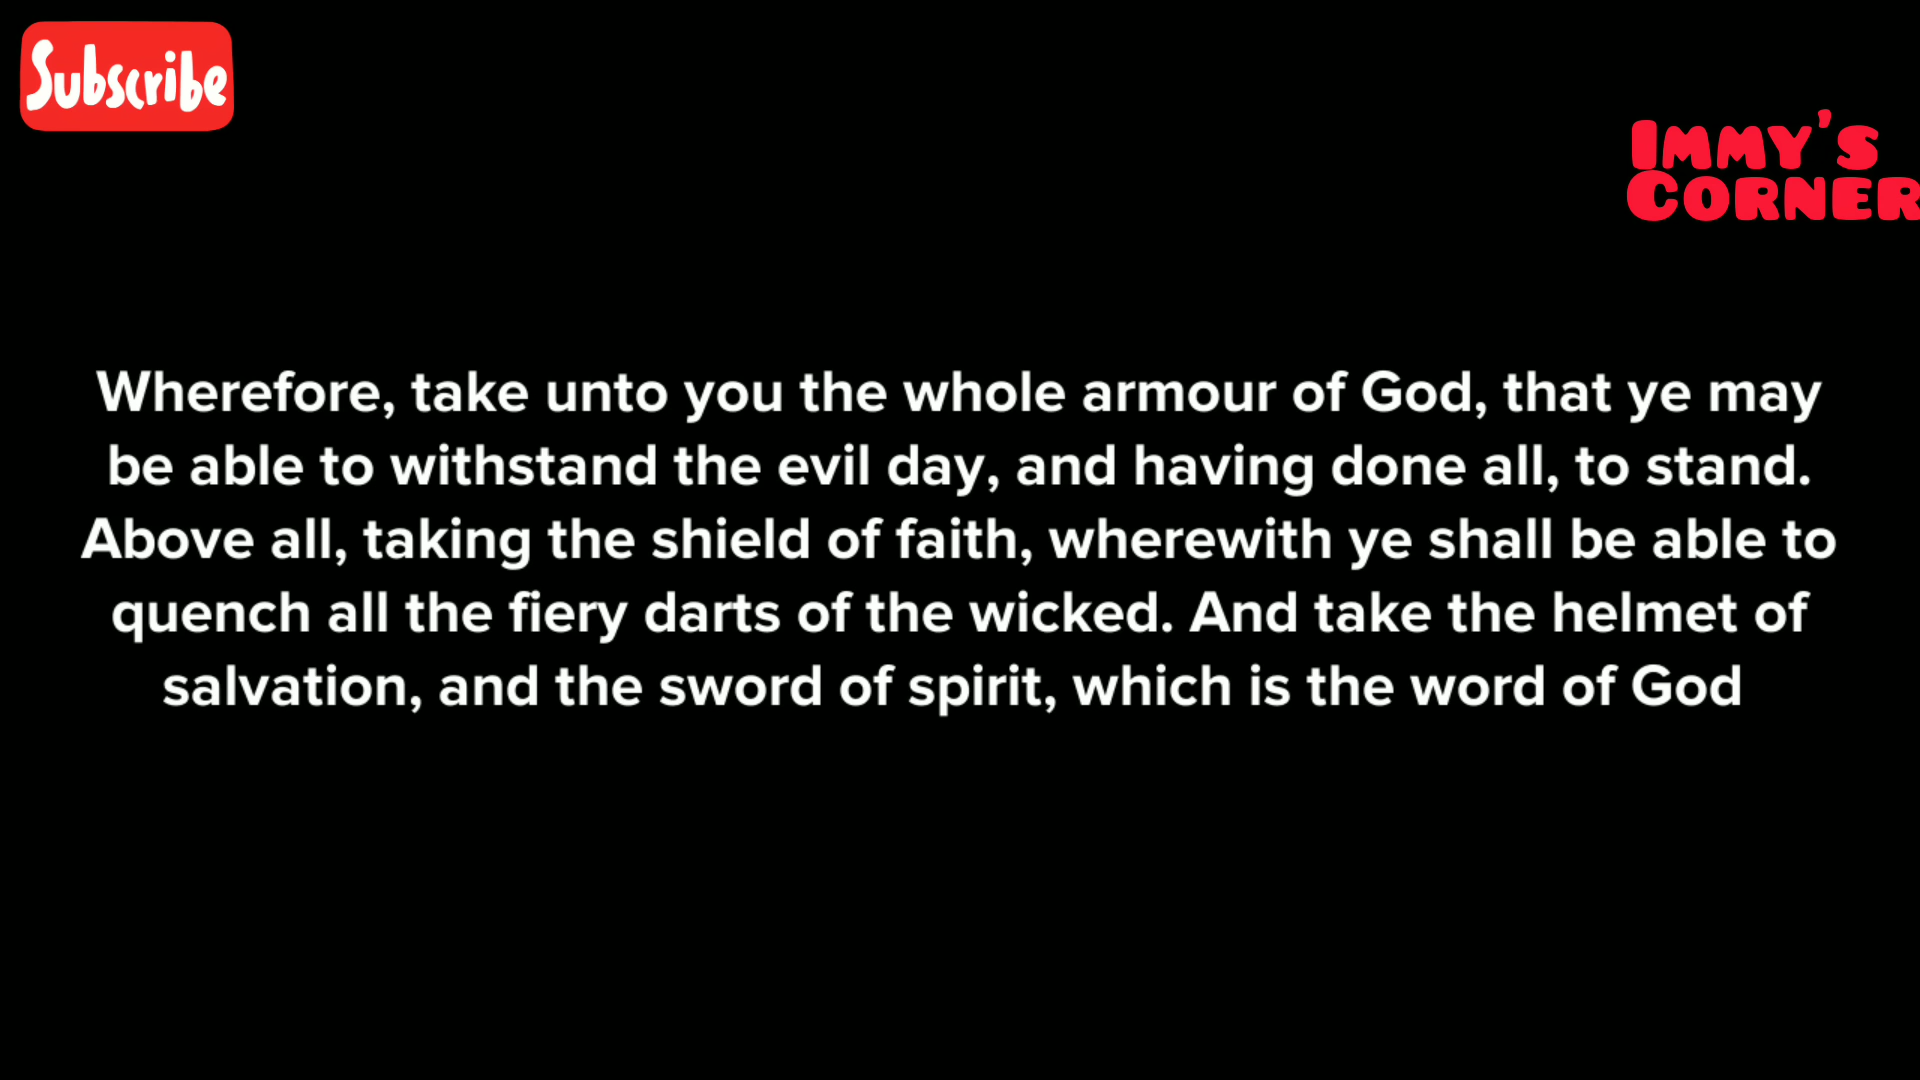 Subscribe
IMMY'S
CORNER
Wherefore, take unto you the whole armour of God, that ye may
be able to withstand the evil day, and having done all, to stand.
Above all, taking the shield of faith, wherewith ye shall be able to
quench all the fiery darts of the wicked. And take the helmet of
salvation, and the sword of spirit, which is the word of God